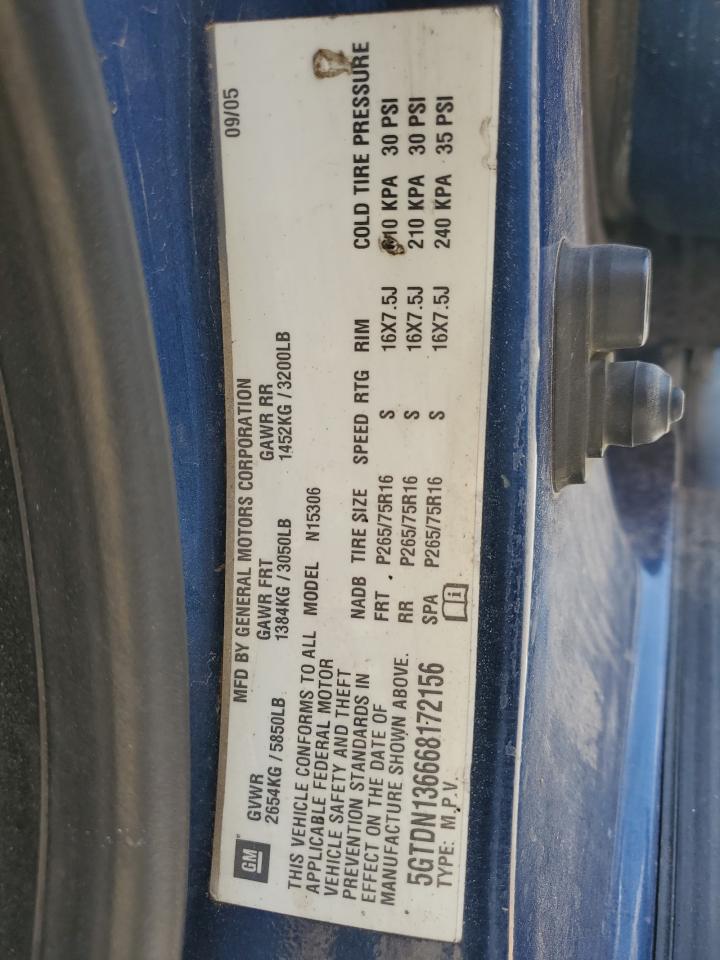 MFD BY GENERAL MOTORS CORPORATION 09/05
GM
GVWR GAWR FRT GAWR RR
2654KG / 5850LB 1384KG / 3050LB 1452KG / 3200LB
THIS VEHICLE CONFORMS TO ALL
APPLICABLE FEDERAL MOTOR
VEHICLE SAFETY AND THEFT
PREVENTION STANDARDS IN
EFFECT ON THE DATE OF
MANUFACTURE SHOWN ABOVE.
5GTDN136668172156
TYPE: M.P.V.
MODEL N15306
NADB TIRE SIZE SPEED RTG RIM COLD TIRE PRESSURE
FRT P265/75R16 S 16X7.5J 210 KPA 30 PSI
RR P265/75R16 S 16X7.5J 210 KPA 30 PSI
SPA P265/75R16 S 16X7.5J 240 KPA 35 PSI